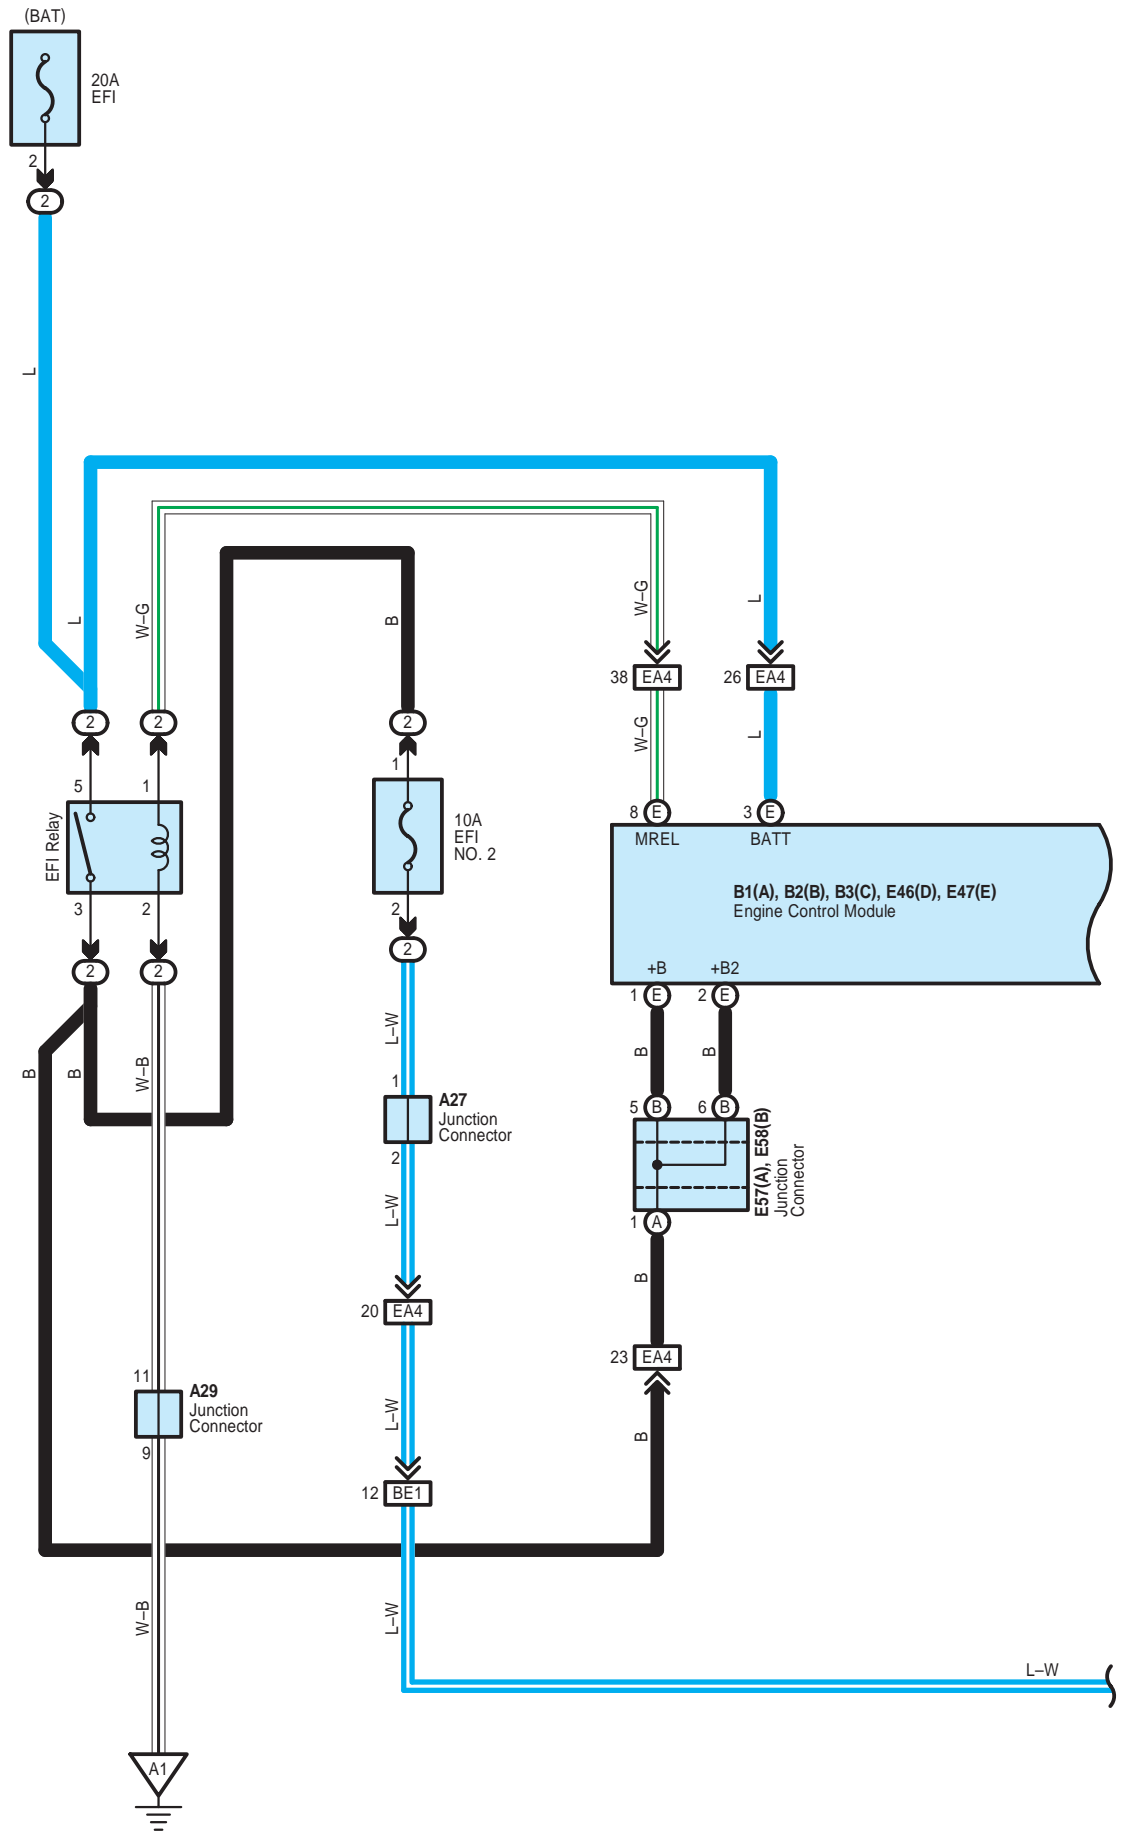 (BAT)
20A
EFI
2
2
L
L
W–G
B
W–G
L
38
EA4
26
EA4
W–G
L
2
2
2
5
1
1
EFI Relay
10A
EFI
NO. 2
8
E
3
E
MREL
BATT
B1(A), B2(B), B3(C), E46(D), E47(E)
Engine Control Module
3
2
2
+B
+B2
2
2
2
1
E
2
E
B
B
W–B
L–W
B
B
1
A27
Junction
Connector
2
5
B
6
B
E57(A), E58(B)
Junction
Connector
1
A
L–W
B
20
EA4
23
EA4
11
A29
Junction
Connector
9
L–W
B
12
BE1
W–B
L–W
L–W
A1